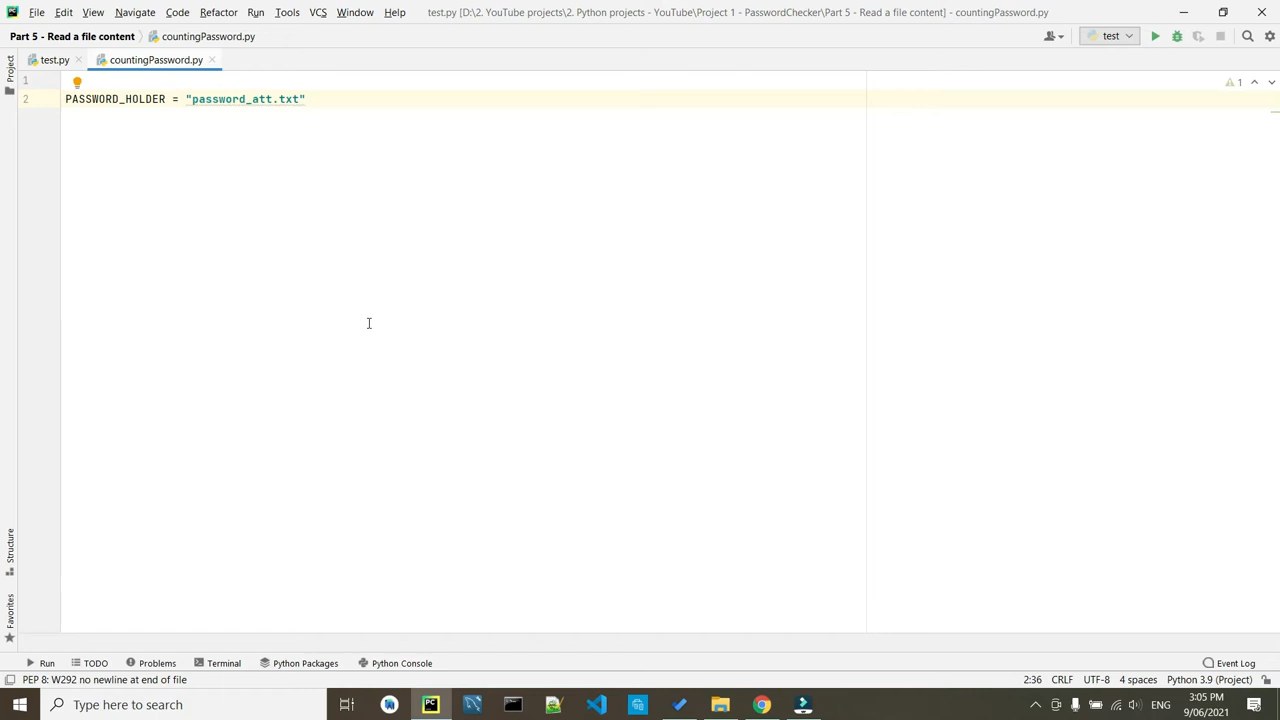 File Edit View Navigate Code Refactor Run Tools VCS Window Help test.py [D:\2. YouTube projects\2. Python projects - YouTube\Project 1 - PasswordChecker\Part 5 - Read a file content] - countingPassword.py
Part 5 - Read a file content countingPassword.py test
Project
test.py countingPassword.py
1
1
2 PASSWORD_HOLDER = "password_att.txt"
Structure
Favorites
Run TODO Problems Terminal Python Packages Python Console Event Log
PEP 8: W292 no newline at end of file 2:36 CRLF UTF-8 4 spaces Python 3.9 (Project)
Type here to search PC ENG 3:05 PM
9/06/2021